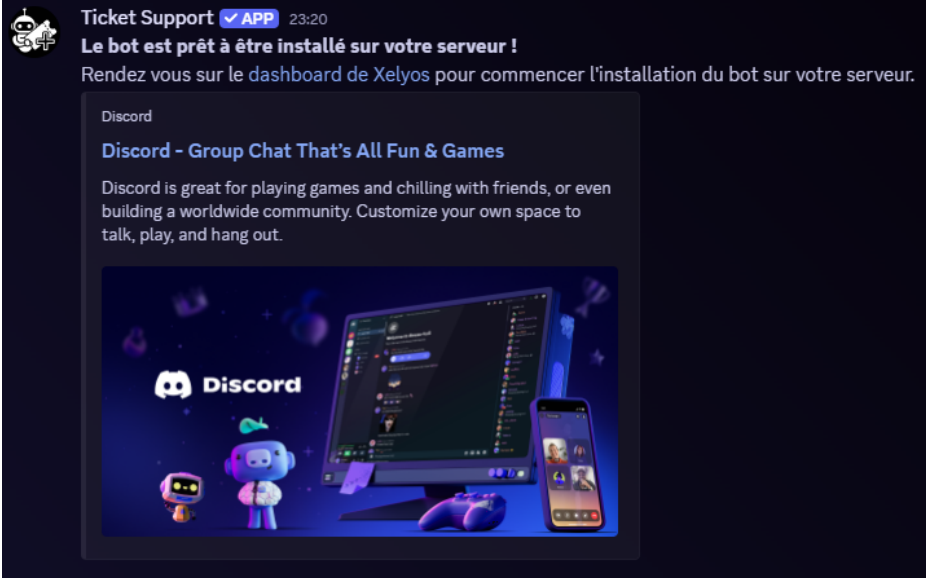 Ticket Support ✓ APP 23:20
Le bot est prêt à être installé sur votre serveur !
Rendez vous sur le dashboard de Xelyos pour commencer l'installation du bot sur votre serveur.
Discord
Discord - Group Chat That's All Fun & Games
Discord is great for playing games and chilling with friends, or even
building a worldwide community. Customize your own space to
talk, play, and hang out.
Discord